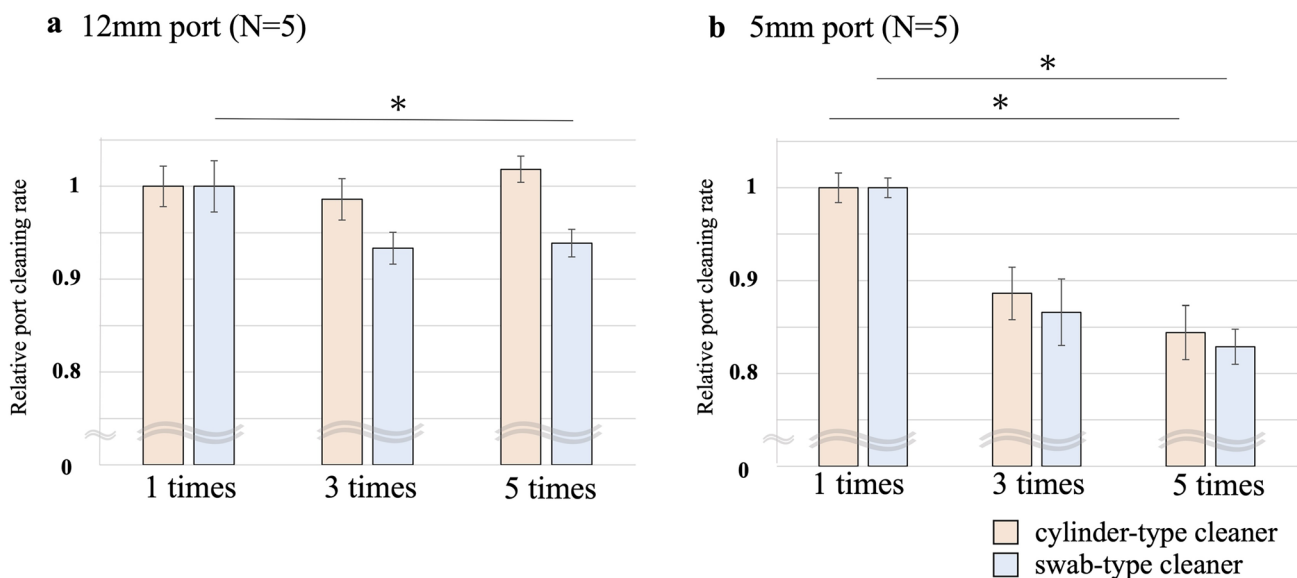 a 12mm port (N=5)
*
Relative port cleaning rate
1
0.9
0.8
0
1 times
3 times
5 times
b 5mm port (N=5)
*
*
Relative port cleaning rate
1
0.9
0.8
0
1 times
3 times
5 times
cylinder-type cleaner
swab-type cleaner